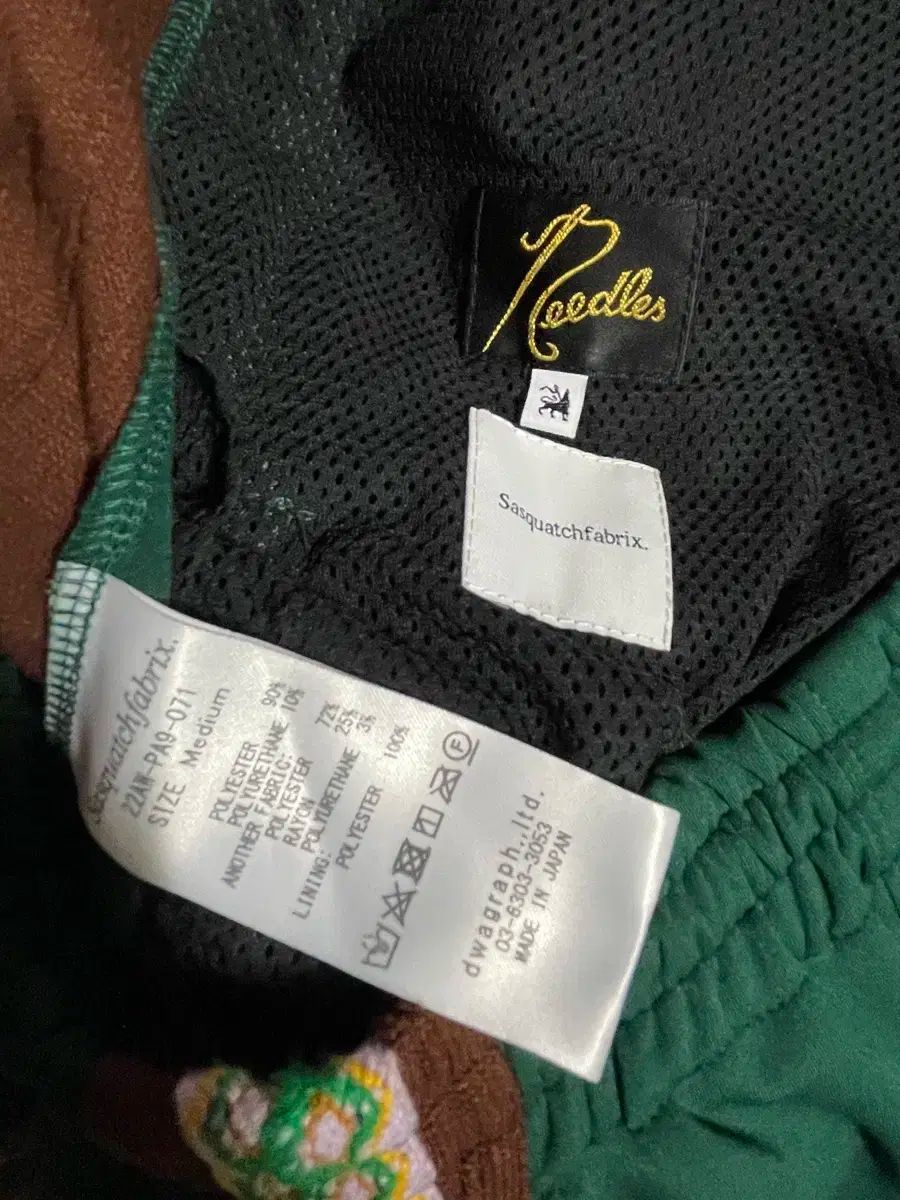 Needles
M
Sasquatchfabrix.
Sasquatchfabrix.
22AW-PA9-071
SIZE Medium
POLYESTER 90%
POLYURETHANE 10%
ANOTHER FABRIC:
POLYESTER 72%
RAYON 25%
POLYURETHANE 3%
LINING:
POLYESTER 100%
F
dwagraph.,ltd.
03-6303-3053
MADE IN JAPAN